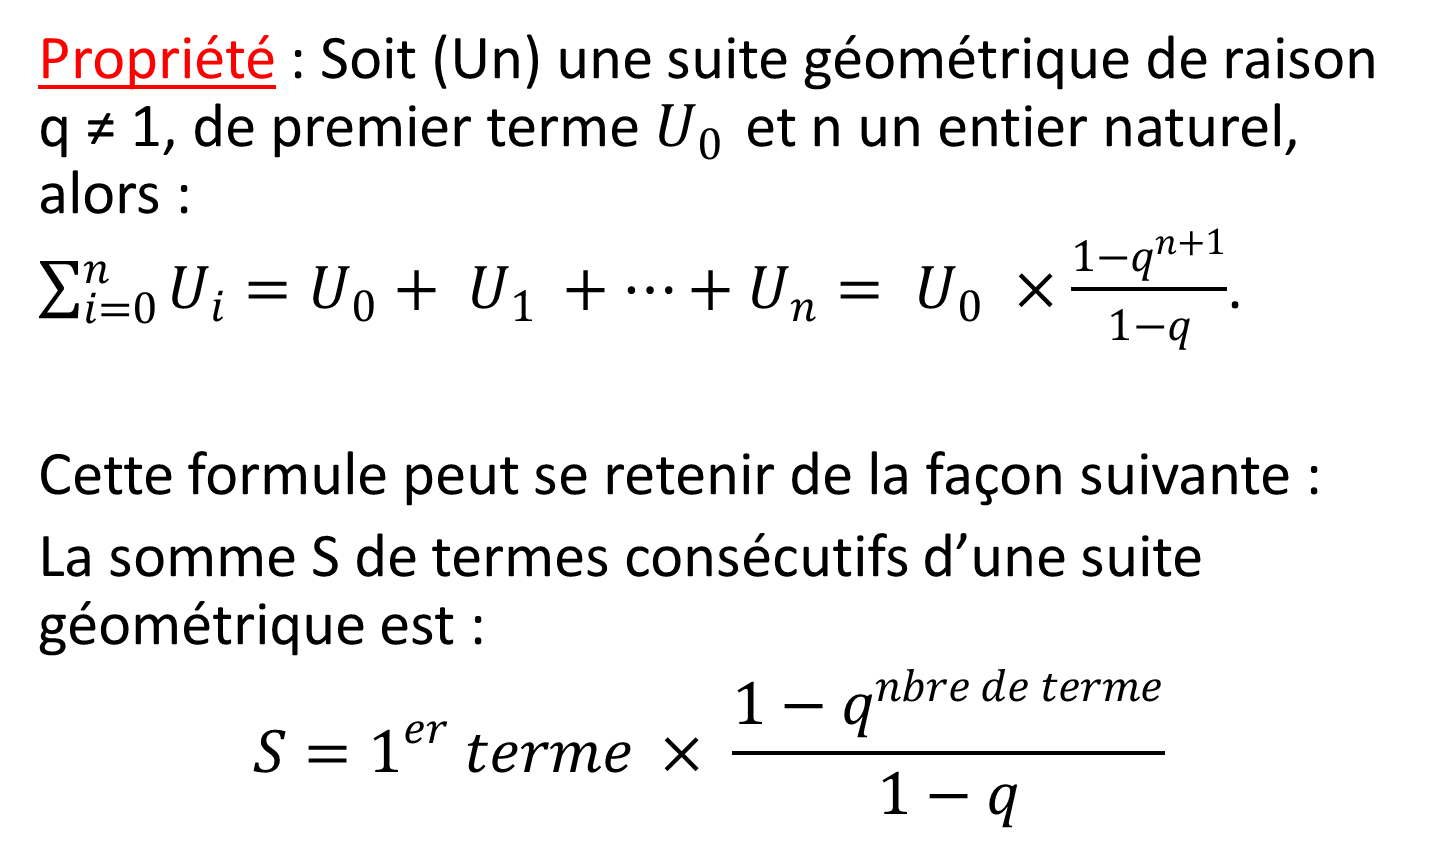 Propriété : Soit (Un) une suite géométrique de raison
q ≠ 1, de premier terme U₀ et n un entier naturel,
alors :
∑ⁿᵢ₌₀ Uᵢ = U₀ + U₁ + ⋯ + Uₙ = U₀ × (1−qⁿ⁺¹)/(1−q).
Cette formule peut se retenir de la façon suivante :
La somme S de termes consécutifs d’une suite
géométrique est :
S = 1^{er} terme × (1 − q^{nbre de terme})/(1 − q)